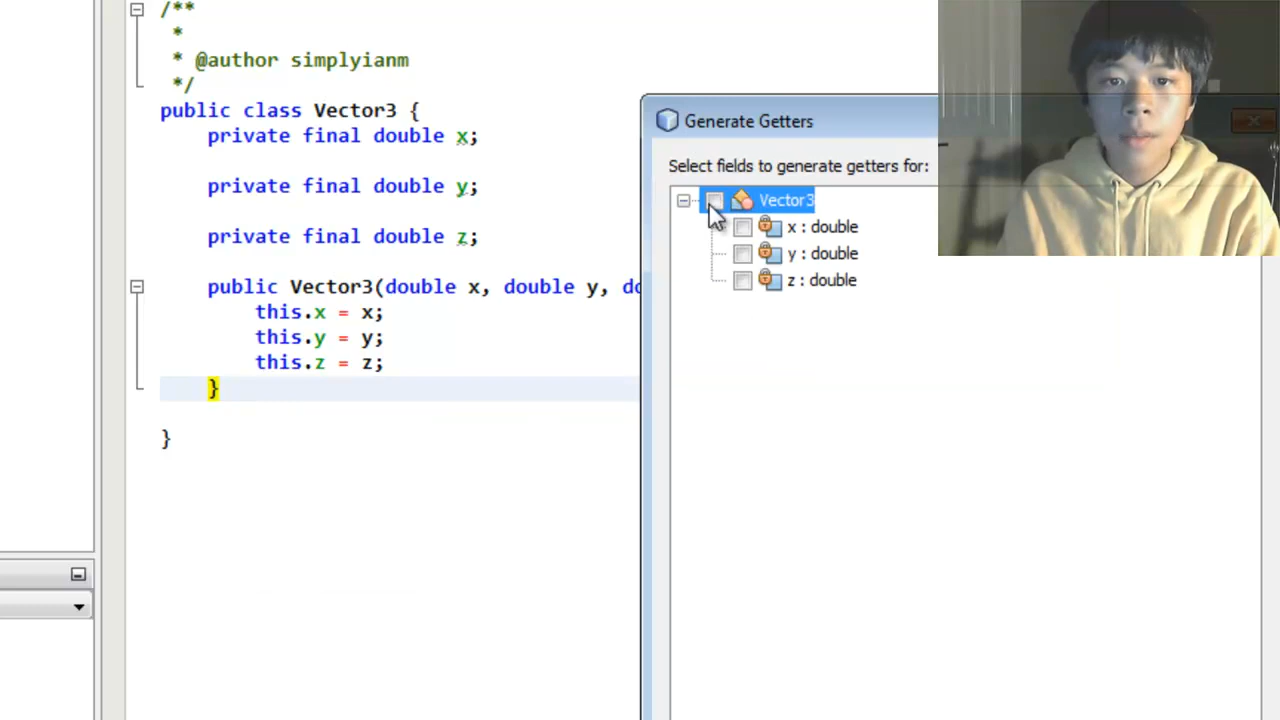 /**
*
* @author simplyianm
*/
public class Vector3 {
private final double x;
private final double y;
private final double z;
public Vector3(double x, double y, do
this.x = x;
this.y = y;
this.z = z;
}
}
Generate Getters
Select fields to generate getters for:
Vector3
x : double
y : double
z : double